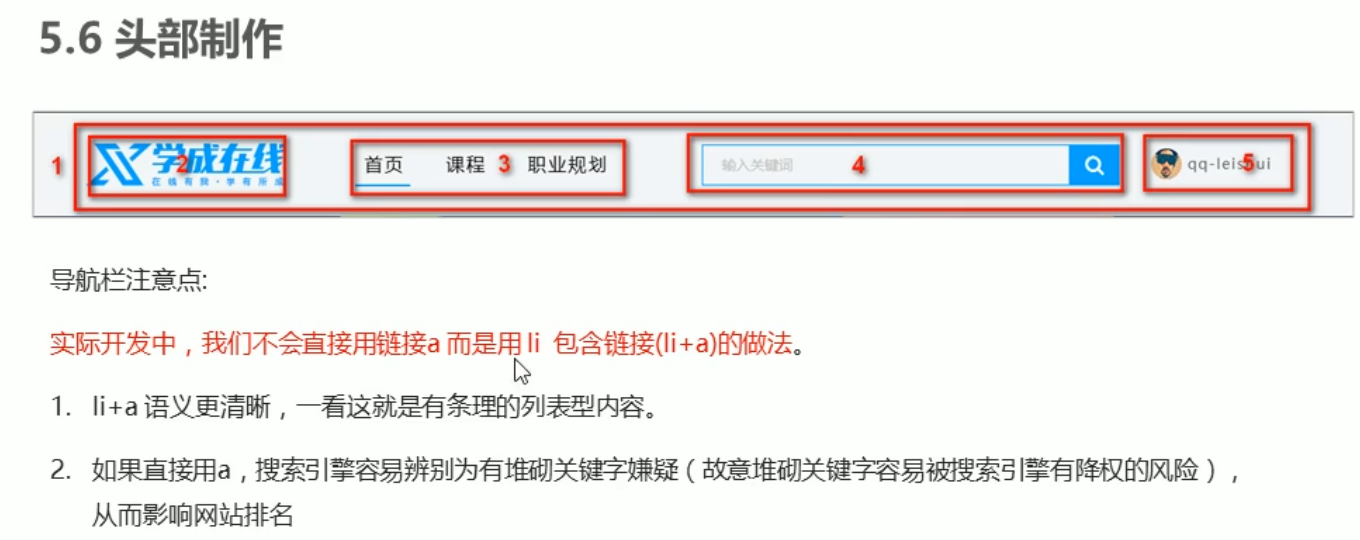 5.6 头部制作
1 学成在线 2 首页 课程 3 职业规划 输入关键词 4 qq-leishui 5
在线有我·学有所成
导航栏注意点:
实际开发中，我们不会直接用链接a 而是用 li 包含链接(li+a)的做法。
1. li+a 语义更清晰，一看这就是有条理的列表型内容。
2. 如果直接用a，搜索引擎容易辨别为有堆砌关键字嫌疑（故意堆砌关键字容易被搜索引擎有降权的风险），
从而影响网站排名